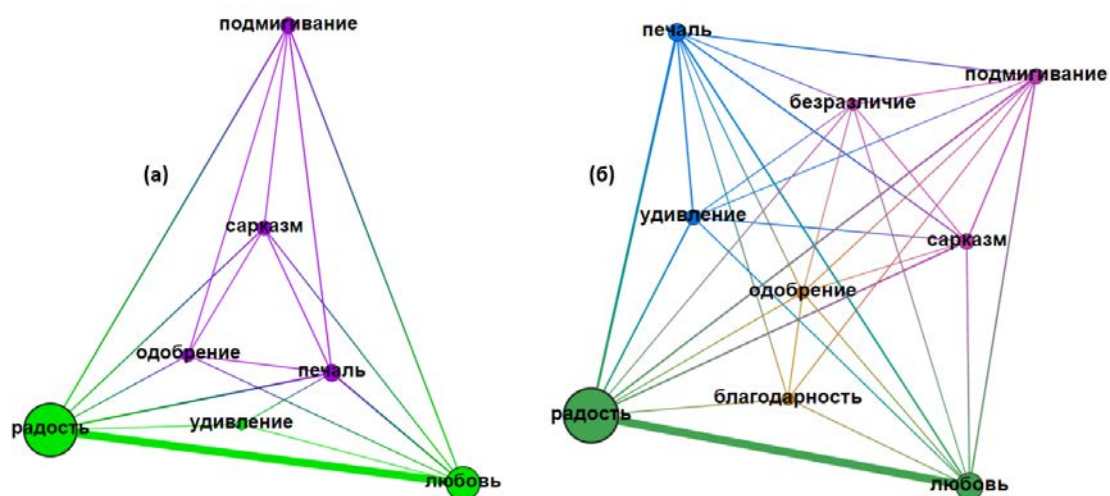 подмигивание
(а)
сарказм
одобрение
печаль
радость
удивление
любовь
печаль
подмигивание
безразличие
(б)
удивление
сарказм
одобрение
благодарность
радость
любовь